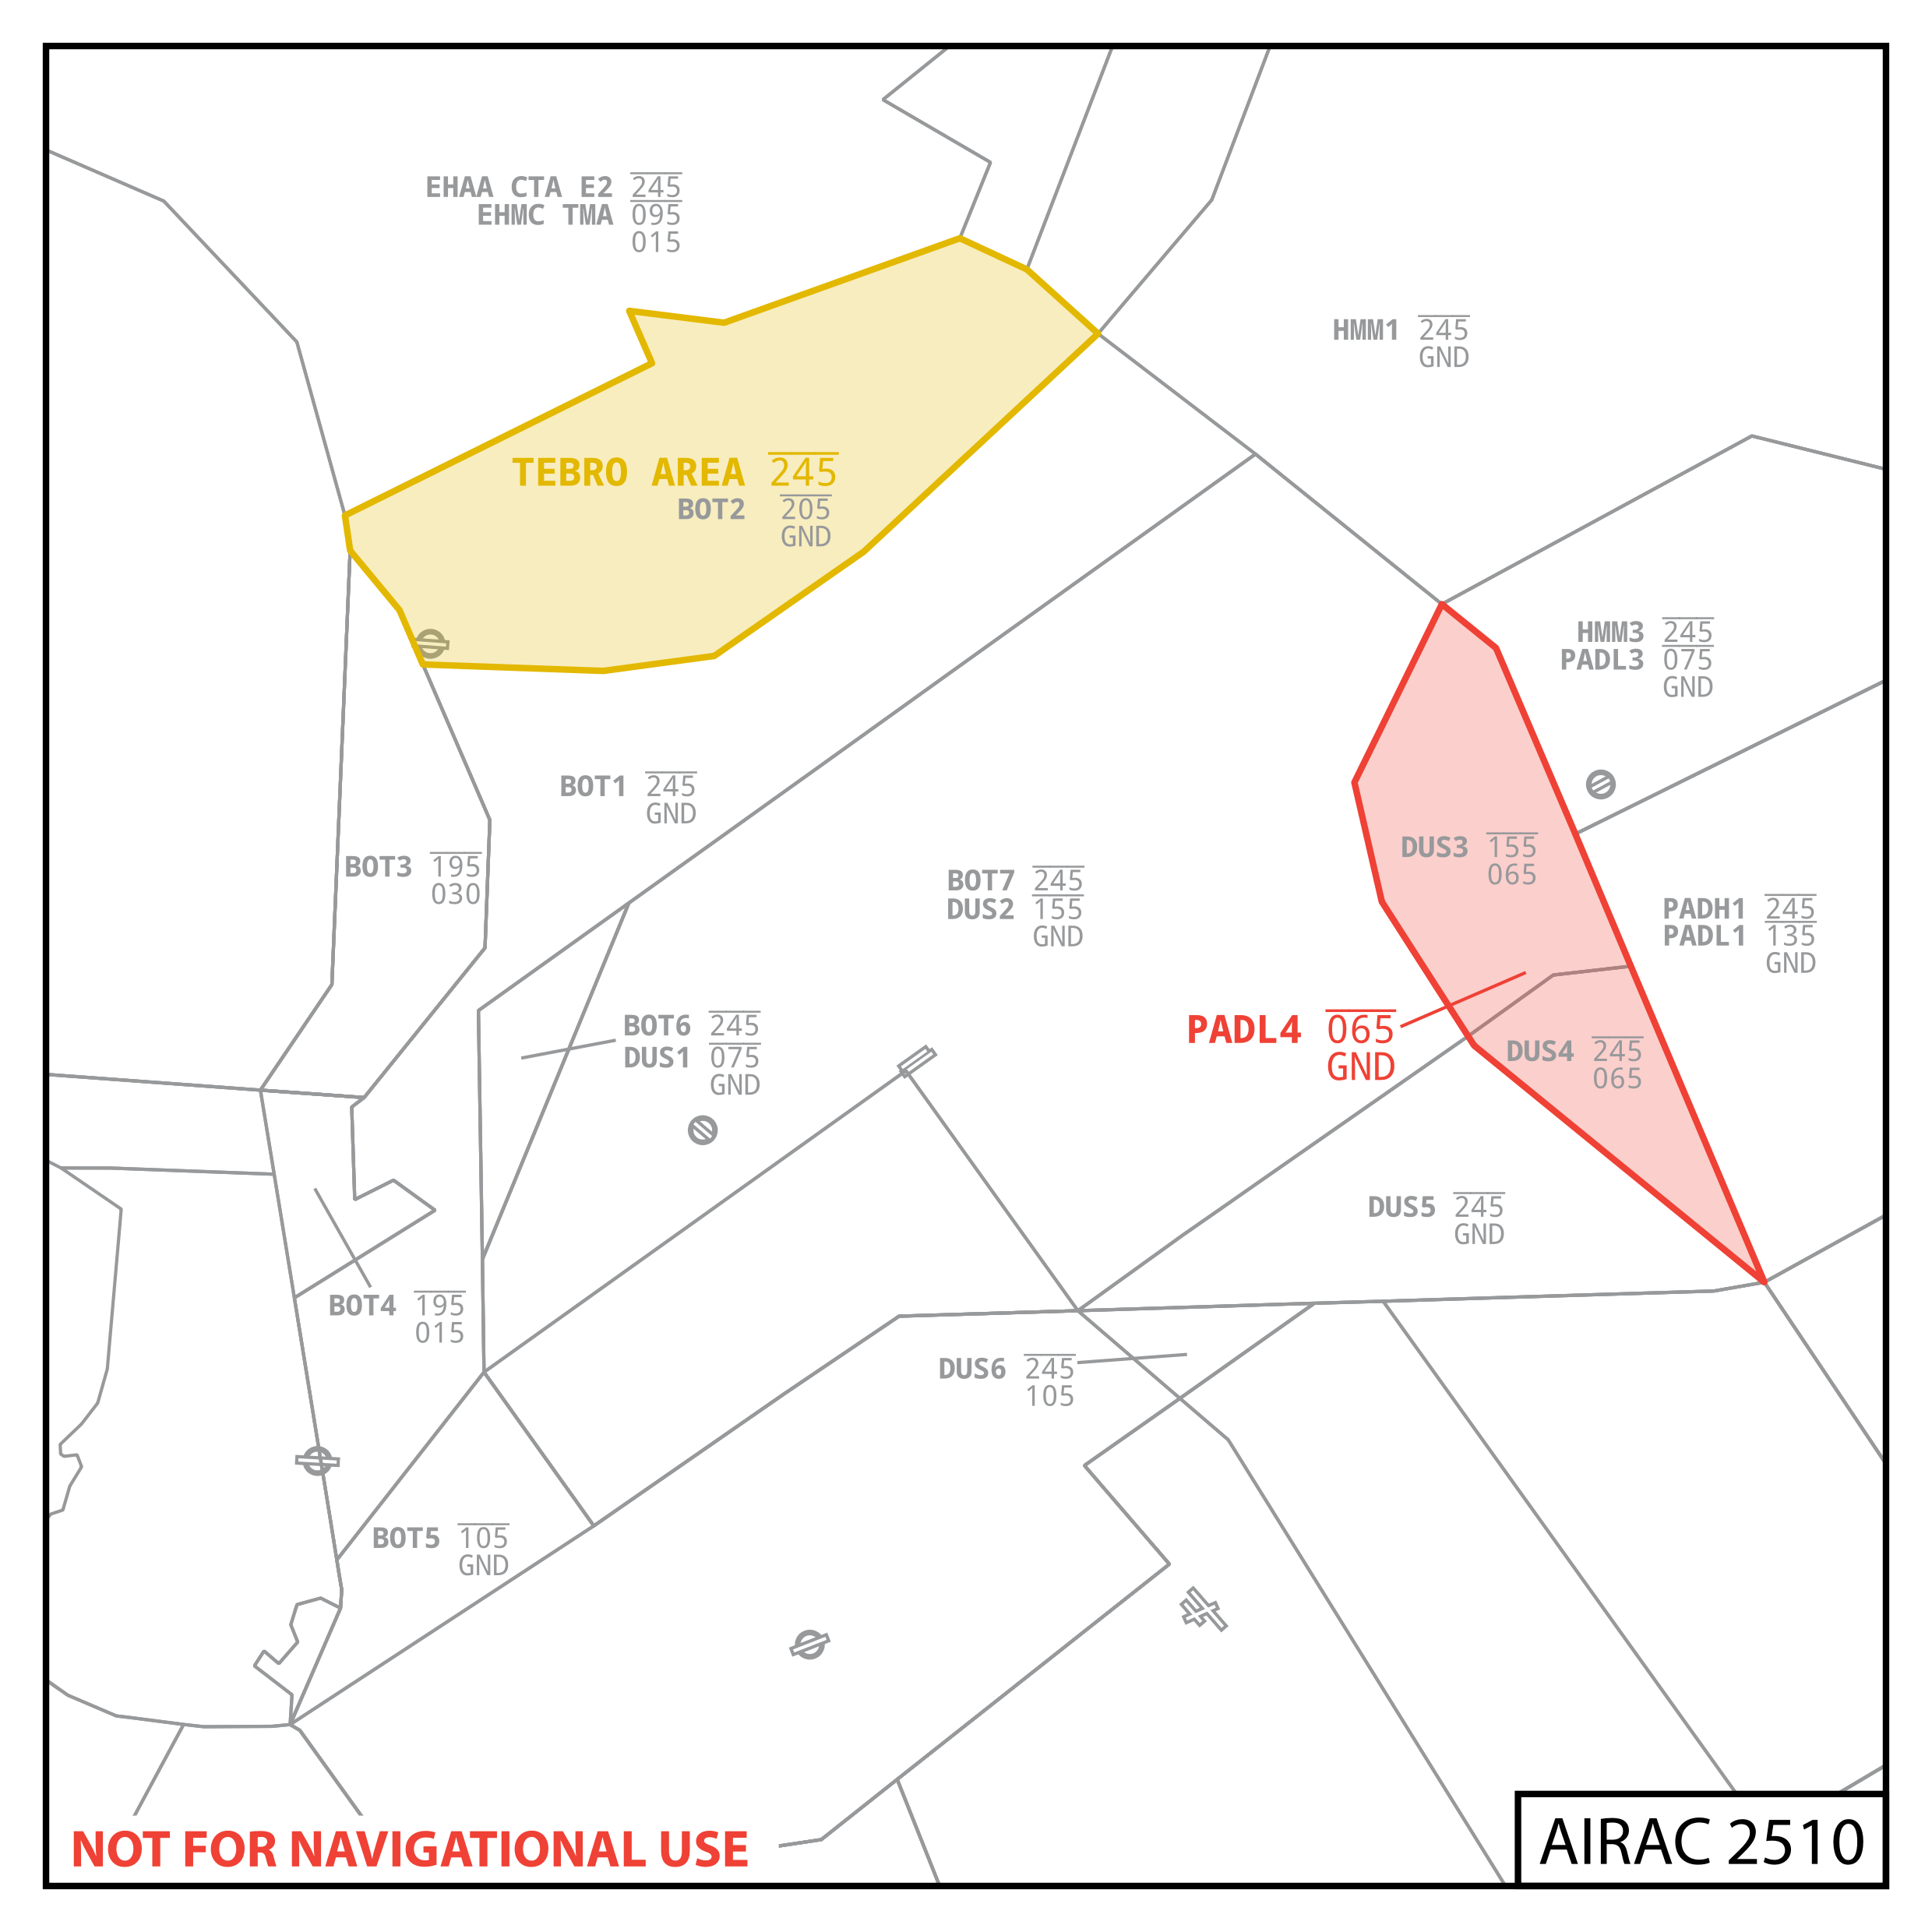 EHAA CTA E2 245
EHMC TMA 095
015
HMM1 245
GND
TEBRO AREA 245
BOT2 205
GND
HMM3 245
PADL3 075
GND
BOT1 245
GND
DUS3 155
065
BOT3 195
030
BOT7 245
DUS2 155
GND
PADH1 245
PADL1 135
GND
BOT6 245
DUS1 075
GND
PADL4 065
GND
DUS4 245
065
DUS5 245
GND
BOT4 195
015
DUS6 245
105
BOT5 105
GND
NOT FOR NAVIGATIONAL USE
AIRAC 2510